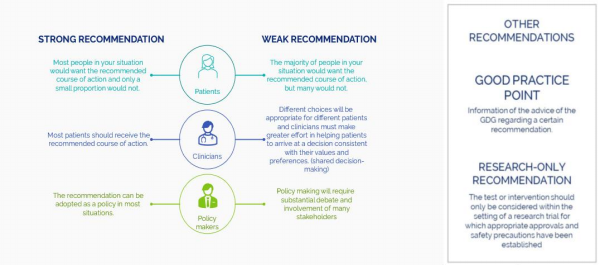 STRONG RECOMMENDATION
WEAK RECOMMENDATION
Most people in your situation
would want the recommended
course of action and only a
small proportion would not.
Patients
The majority of people in your
situation would want the
recommended course of action,
but many would not.
Most patients should receive the
recommended course of action.
Clinicians
Different choices will be
appropriate for different patients
and clinicians must make
greater effort in helping patients
to arrive at a decision consistent
with their values and
preferences. (shared decision-
making)
The recommendation can be
adopted as a policy in most
situations.
Policy
makers
Policy making will require
substantial debate and
involvement of many
stakeholders
OTHER
RECOMMENDATIONS
GOOD PRACTICE
POINT
Information of the advice of the
GDG regarding a certain
recommendation.
RESEARCH-ONLY
RECOMMENDATION
The test or intervention should
only be considered within the
setting of a research trial for
which appropriate approvals and
safety precautions have been
established